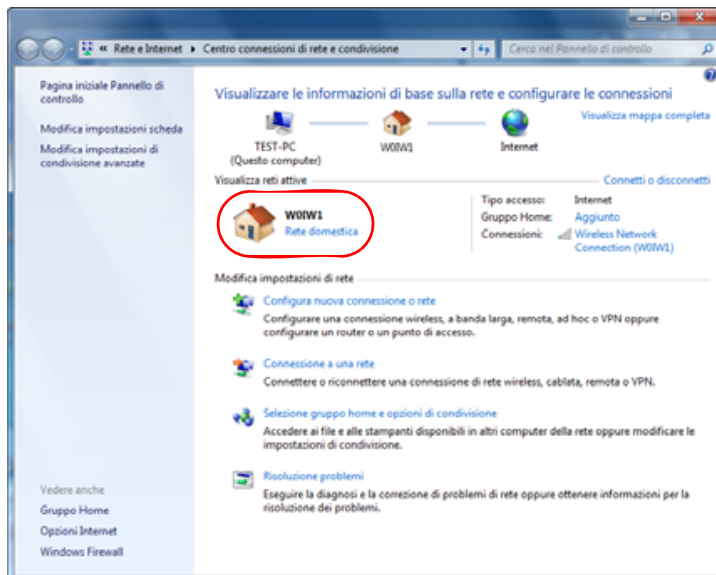 « Rete e Internet ▸ Centro connessioni di rete e condivisione
Cerca nel Pannello di controllo
Pagina iniziale Pannello di
controllo
Modifica impostazioni scheda
Modifica impostazioni di
condivisione avanzate
Visualizzare le informazioni di base sulla rete e configurare le connessioni
Visualizza mappa completa
TEST-PC
(Questo computer)
W0IW1
Internet
Visualizza reti attive
Connetti o disconnetti
W0IW1
Rete domestica
Tipo accesso: Internet
Gruppo Home: Aggiunto
Connessioni: Wireless Network
Connection (W0IW1)
Modifica impostazioni di rete
Configura nuova connessione o rete
Configurare una connessione wireless, a banda larga, remota, ad hoc o VPN oppure
configurare un router o un punto di accesso.
Connessione a una rete
Connettere o riconnettere una connessione di rete wireless, cablata, remota o VPN.
Selezione gruppo home e opzioni di condivisione
Accedere ai file e alle stampanti disponibili in altri computer della rete oppure modificare le
impostazioni di condivisione.
Risoluzione problemi
Eseguire la diagnosi e la correzione di problemi di rete oppure ottenere informazioni per la
risoluzione dei problemi.
Vedere anche
Gruppo Home
Opzioni Internet
Windows Firewall